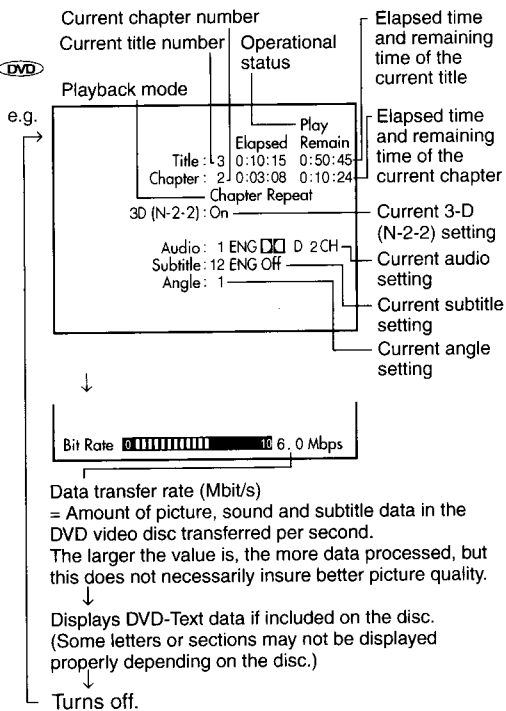 Current chapter number
Current title number
Operational
status
Elapsed time
and remaining
time of the
current title
DVD
Playback mode
e.g.
Play
Elapsed Remain
Title : 3 0:10:15 0:50:45
Chapter : 2 0:03:08 0:10:24
Chapter Repeat
3D (N-2-2) : On
Audio : 1 ENG DD D 2CH
Subtitle : 12 ENG Off
Angle : 1
Elapsed time
and remaining
time of the
current chapter
Current 3-D
(N-2-2) setting
Current audio
setting
Current subtitle
setting
Current angle
setting
Bit Rate 0 10 6.0 Mbps
Data transfer rate (Mbit/s)
= Amount of picture, sound and subtitle data in the
DVD video disc transferred per second.
The larger the value is, the more data processed, but
this does not necessarily insure better picture quality.
Displays DVD-Text data if included on the disc.
(Some letters or sections may not be displayed
properly depending on the disc.)
Turns off.